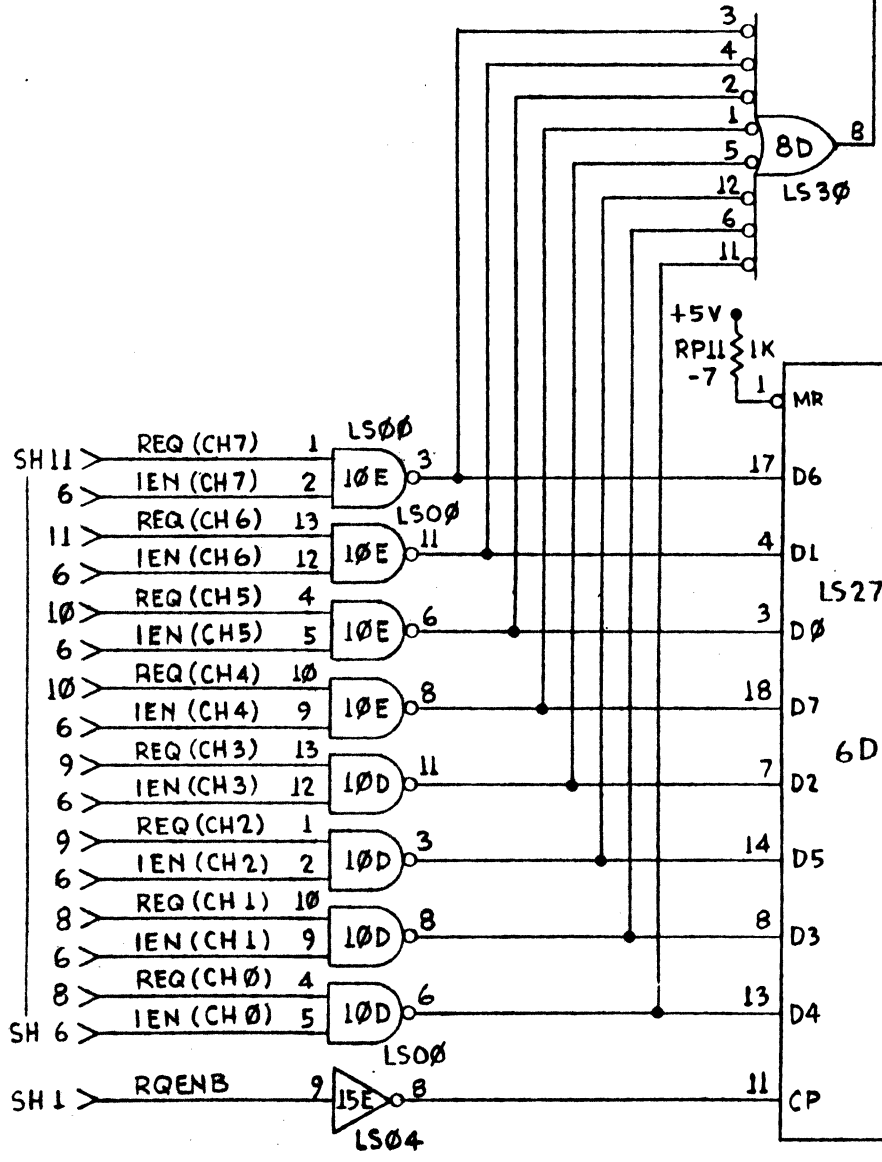 3
4
2
1
8D
8
5
LS3Ø
12
6
11
+5V
RP11 1K
-7
1
MR
LSØØ
SH 11 REQ (CH7) 1
10E 3 17 D6
6 IEN (CH7) 2
LSOØ
11 REQ (CH6) 13
1ØE 11 4 D1
6 IEN (CH6) 12
LS27
1Ø REQ (CH5) 4
1ØE 6 3 DØ
6 IEN (CH5) 5
1Ø REQ (CH4) 1Ø
1ØE 8 18 D7
6 IEN (CH4) 9
6D
9 REQ (CH3) 13
1ØD 11 7 D2
6 IEN (CH3) 12
9 REQ (CH2) 1
1ØD 3 14 D5
6 IEN (CH2) 2
8 REQ (CH1) 1Ø
1ØD 8 8 D3
6 IEN (CH1) 9
8 REQ (CHØ) 4
1ØD 6 13 D4
SH 6 IEN (CHØ) 5
LSOØ
SH 1 RQENB 9 15E 8 11 CP
LSØ4